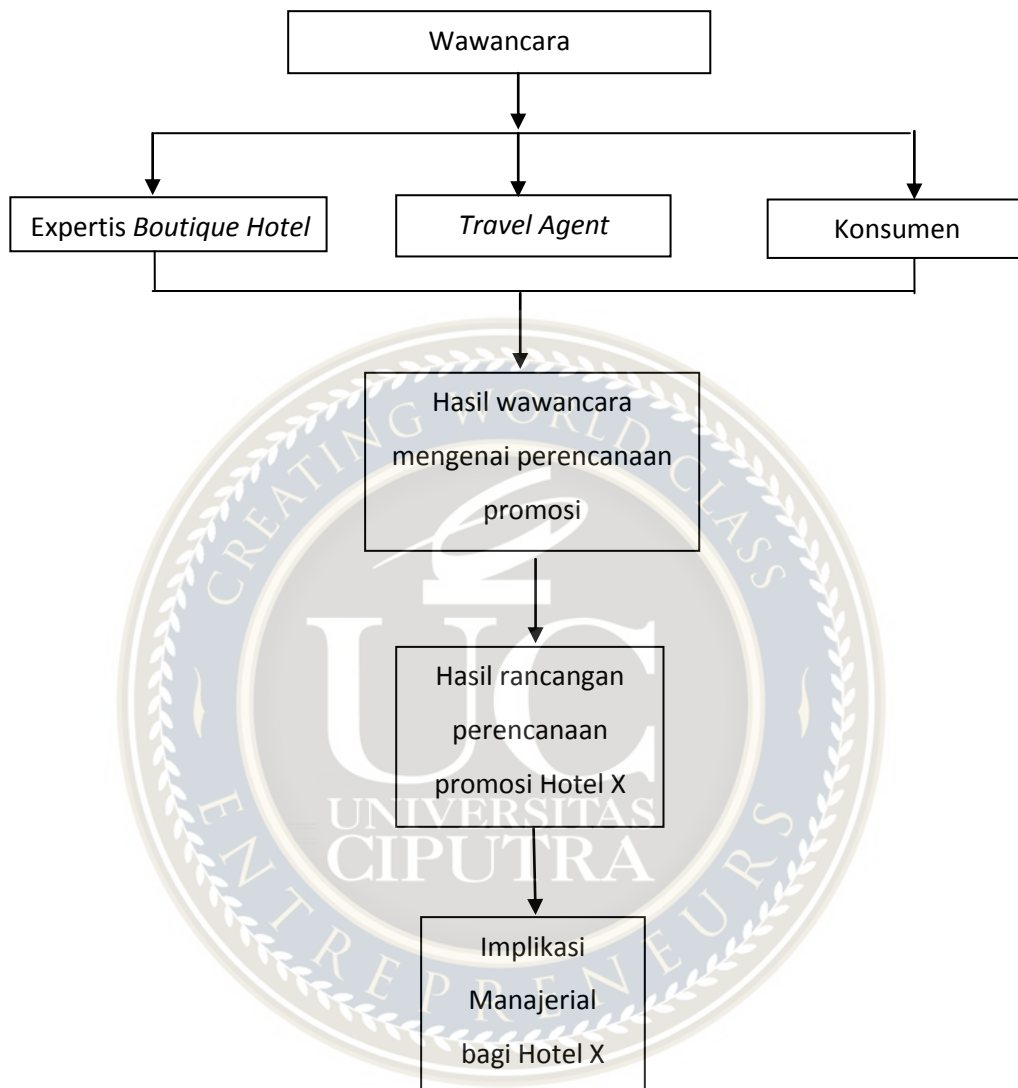 Wawancara
Expertis Boutique Hotel
Travel Agent
Konsumen
Hasil wawancara
mengenai perencanaan
promosi
Hasil rancangan
perencanaan
promosi Hotel X
Implikasi
Manajerial
bagi Hotel X
CREATING WORLD CLASS
UC
UNIVERSITAS
CIPUTRA
ENTREPRENEURS